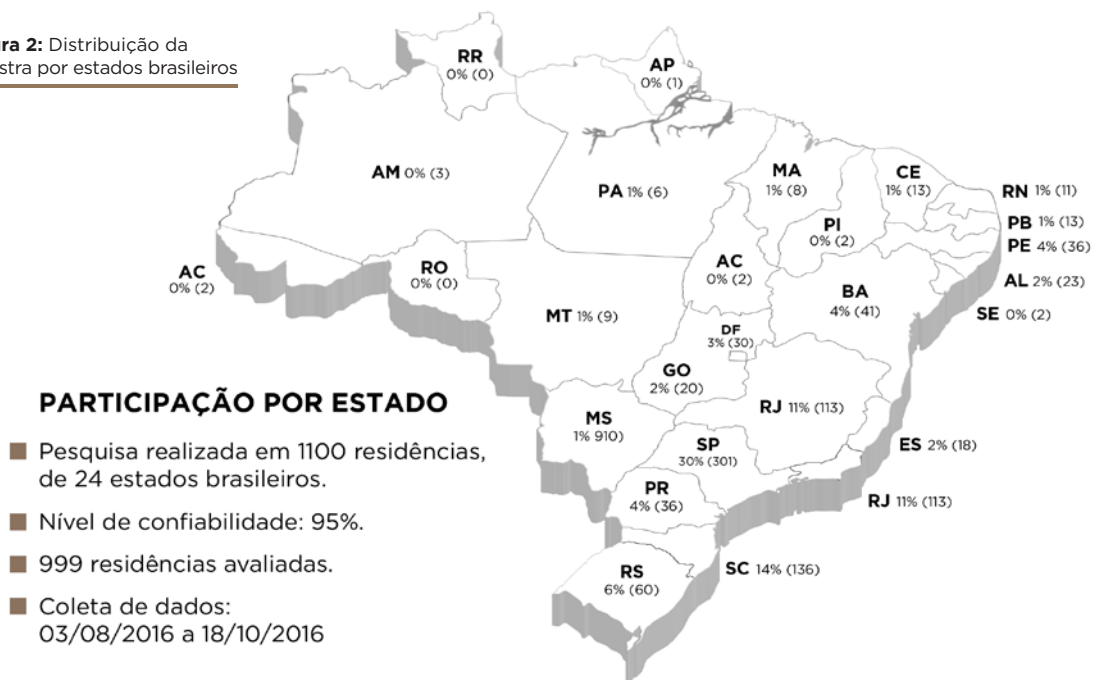 ra 2: Distribuição da
stra por estados brasileiros
RR
0% (0)
AP
0% (1)
AM 0% (3)
PA 1% (6)
MA
1% (8)
CE
1% (13)
RN 1% (11)
PI
0% (2)
PB 1% (13)
PE 4% (36)
AC
0% (2)
RO
0% (0)
AC
0% (2)
BA
4% (41)
AL 2% (23)
SE 0% (2)
MT 1% (9)
DF
3% (30)
GO
2% (20)
PARTICIPAÇÃO POR ESTADO
Pesquisa realizada em 1100 residências,
de 24 estados brasileiros.
Nível de confiabilidade: 95%.
999 residências avaliadas.
Coleta de dados:
03/08/2016 a 18/10/2016
MS
1% 910)
RJ 11% (113)
SP
30% (301)
ES 2% (18)
PR
4% (36)
RJ 11% (113)
SC 14% (136)
RS
6% (60)